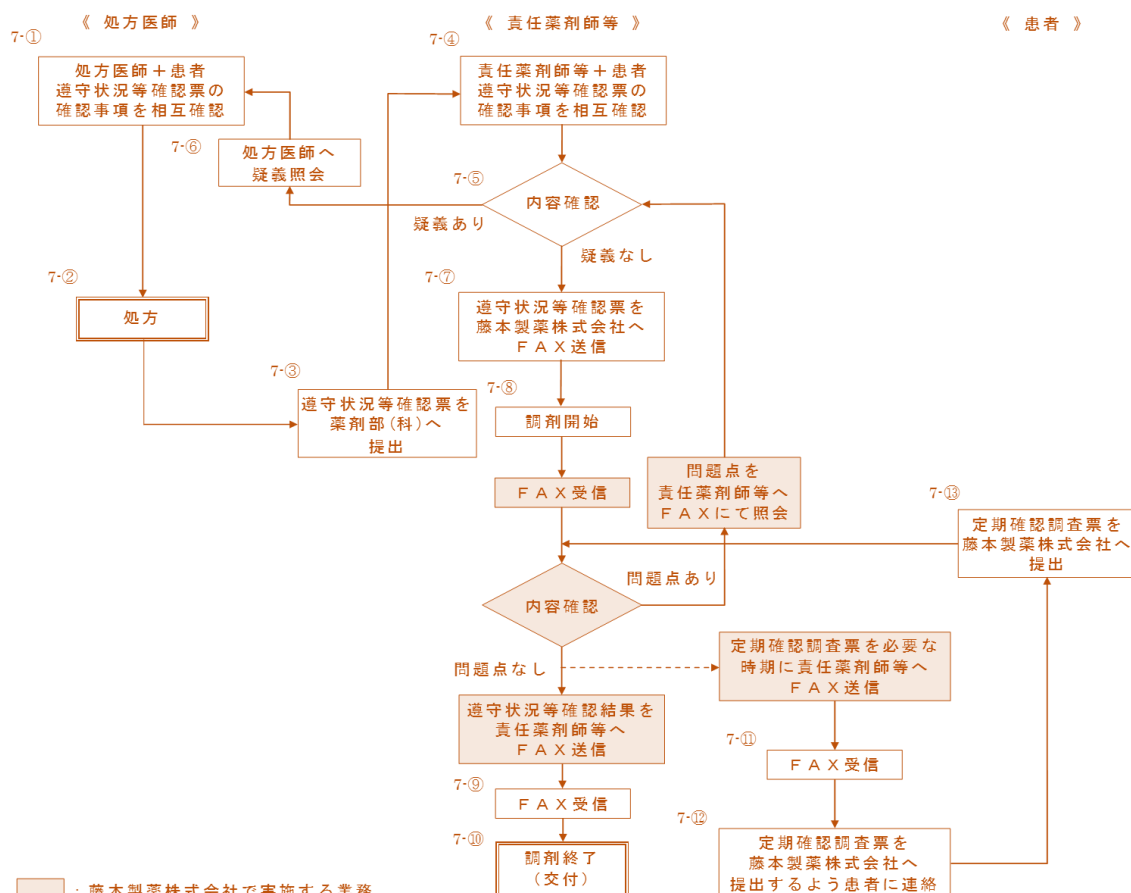 《 処方医師 》
《 責任薬剤師等 》
《 患者 》
7-①
処方医師＋患者
遵守状況等確認票の
確認事項を相互確認
7-④
責任薬剤師等＋患者
遵守状況等確認票の
確認事項を相互確認
7-⑥
処方医師へ
疑義照会
7-⑤
内容確認
疑義あり
疑義なし
7-②
処方
7-③
遵守状況等確認票を
薬剤部(科)へ
提出
7-⑦
遵守状況等確認票を
藤本製薬株式会社へ
ＦＡＸ送信
7-⑧
調剤開始
ＦＡＸ受信
問題点を
責任薬剤師等へ
ＦＡＸにて照会
7-⑬
定期確認調査票を
藤本製薬株式会社へ
提出
内容確認
問題点あり
問題点なし
定期確認調査票を必要な
時期に責任薬剤師等へ
ＦＡＸ送信
遵守状況等確認結果を
責任薬剤師等へ
ＦＡＸ送信
7-⑪
ＦＡＸ受信
7-⑨
ＦＡＸ受信
7-⑩
調剤終了
（交付）
7-⑫
定期確認調査票を
藤本製薬株式会社へ
提出するよう患者に連絡
：藤本製薬株式会社で実施する業務